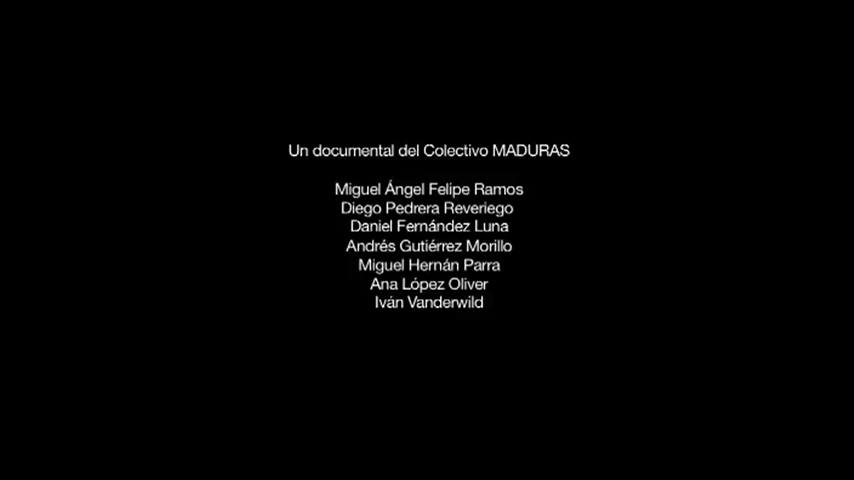 Un documental del Colectivo MADURAS
Miguel Ángel Felipe Ramos
Diego Pedrera Reveriego
Daniel Fernández Luna
Andrés Gutiérrez Morillo
Miguel Hernán Parra
Ana López Oliver
Iván Vanderwild